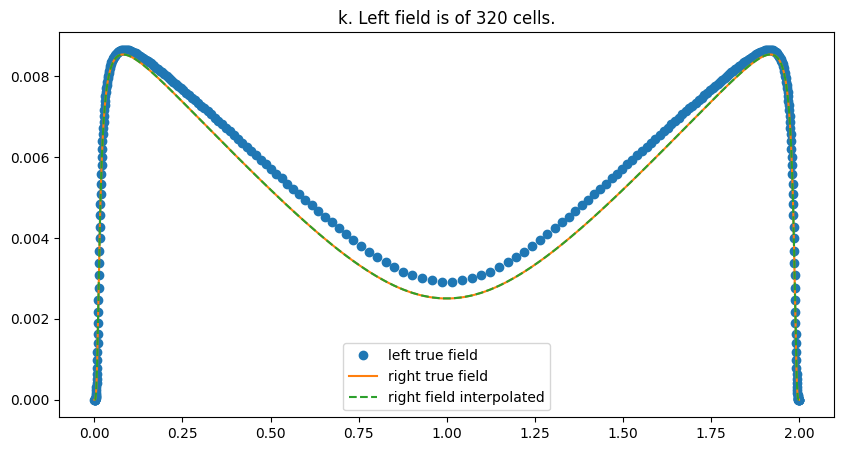 k. Left field is of 320 cells.
0.008
0.006
0.004
0.002
0.000
left true field
right true field
right field interpolated
0.00 0.25 0.50 0.75 1.00 1.25 1.50 1.75 2.00